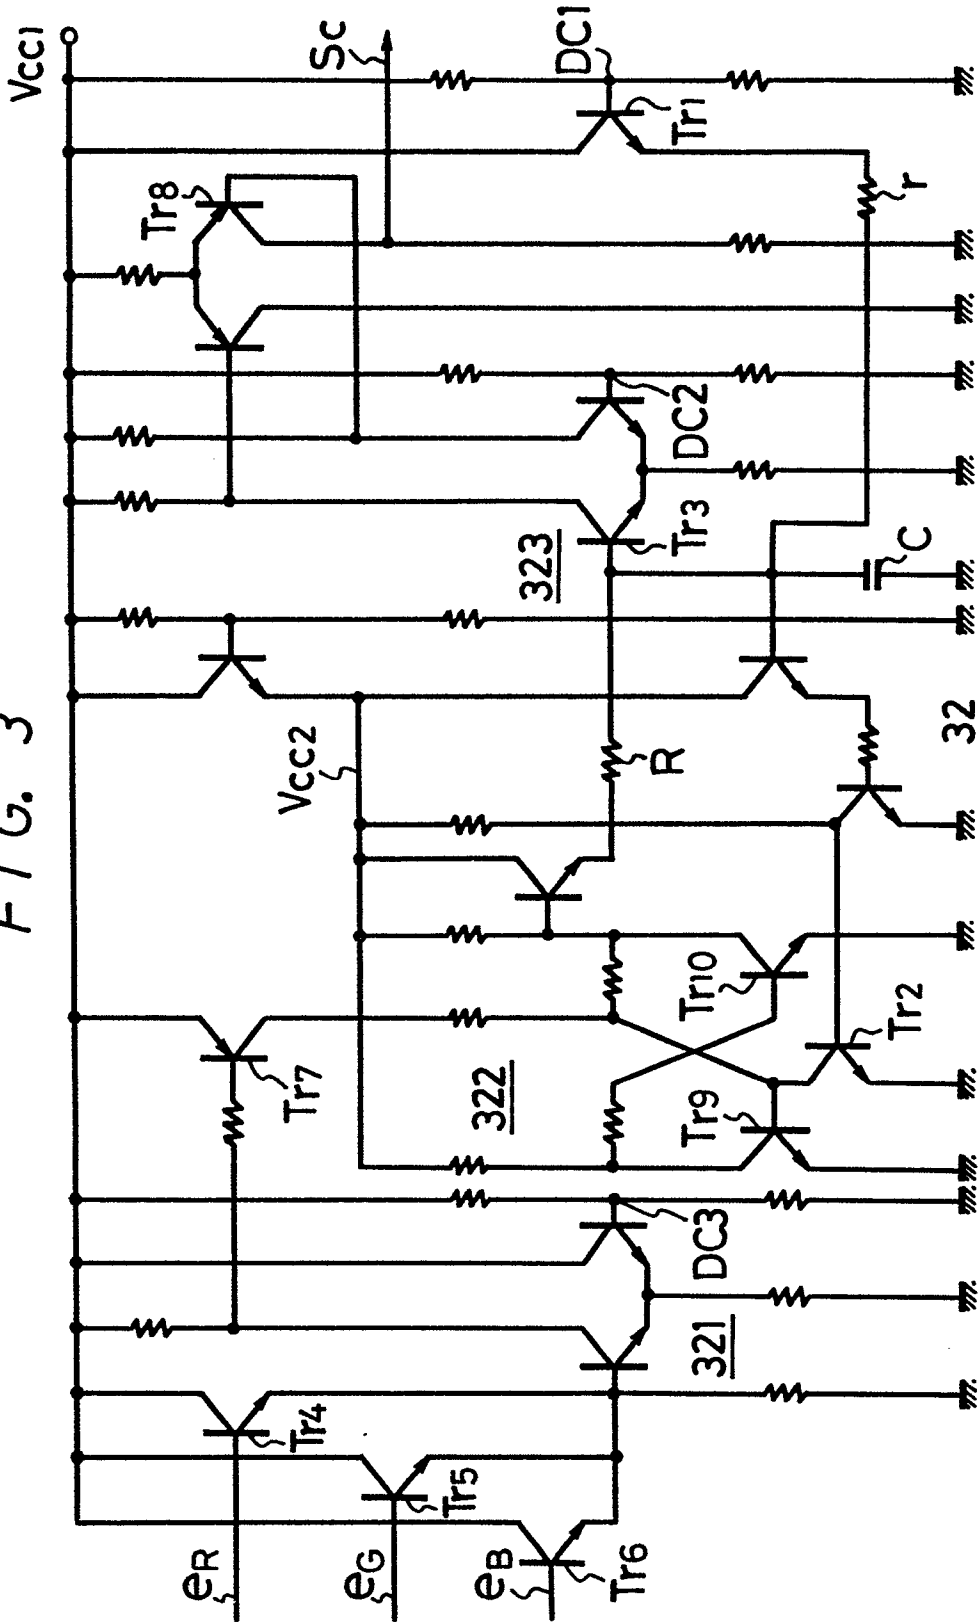 FIG. 3
Vcc1
Sc
Tr8
DC1
Tr1
r
DC2
Tr3
323
C
Vcc2
R
32
Tr10
Tr2
Tr7
322
Tr9
DC3
321
Tr4
Tr5
Tr6
eR
eG
eB